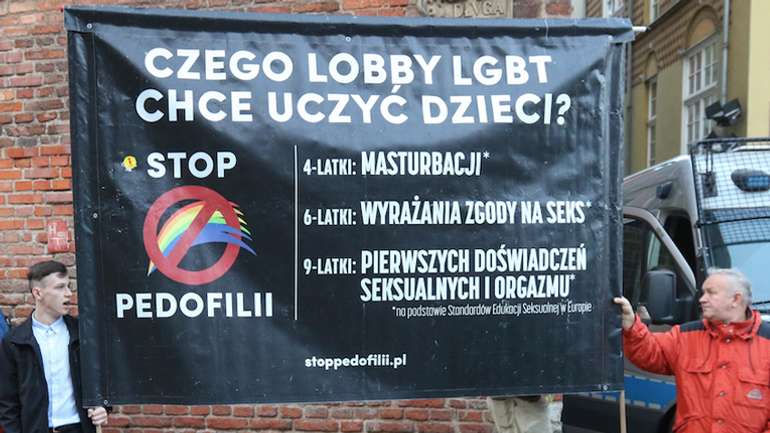 CZEGO LOBBY LGBT
CHCE UCZYĆ DZIECI?
STOP
PEDOFILII
4-LATKI: MASTURBACJI*
6-LATKI: WYRAŻANIA ZGODY NA SEKS*
9-LATKI: PIERWSZYCH DOŚWIADCZEŃ
SEKSUALNYCH I ORGAZMU*
*na podstawie Standardów Edukacji Seksualnej w Europie
stoppedofilii.pl